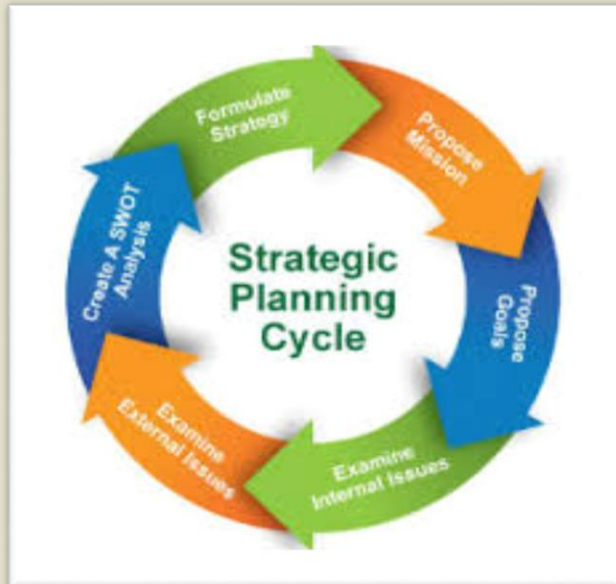 Strategic
Planning
Cycle
Propose
Mission
Propose
Goals
Examine
Internal Issues
Examine
External Issues
Create A SWOT
Analysis
Formulate
Strategy